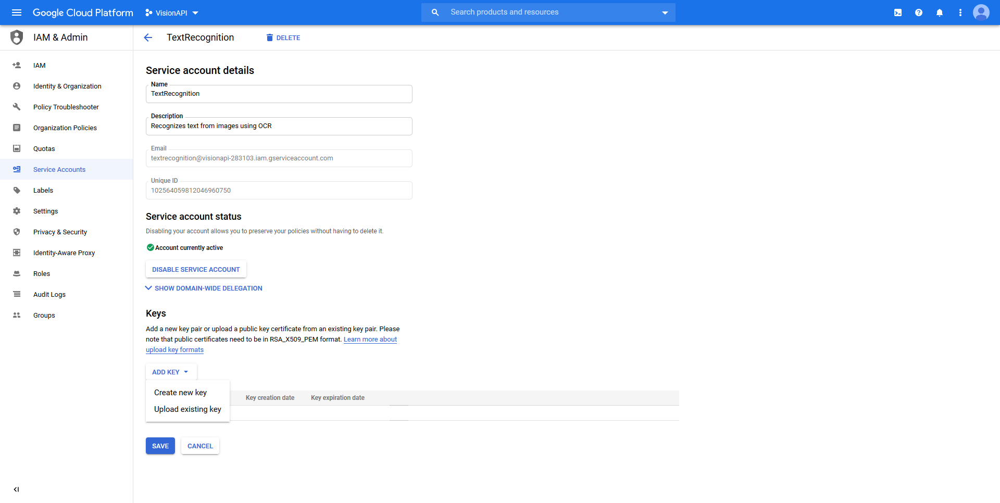 Google Cloud Platform
VisionAPI
Search products and resources
IAM & Admin
TextRecognition
DELETE
IAM
Identity & Organization
Policy Troubleshooter
Organization Policies
Quotas
Service Accounts
Labels
Settings
Privacy & Security
Identity-Aware Proxy
Roles
Audit Logs
Groups
Service account details
Name
TextRecognition
Description
Recognizes text from images using OCR
Email
textrecognition@visionapi-283103.iam.gserviceaccount.com
Unique ID
102564059812046960750
Service account status
Disabling your account allows you to preserve your policies without having to delete it.
Account currently active
DISABLE SERVICE ACCOUNT
SHOW DOMAIN-WIDE DELEGATION
Keys
Add a new key pair or upload a public key certificate from an existing key pair. Please
note that public certificates need to be in RSA_X509_PEM format. Learn more about
upload key formats
ADD KEY
Create new key
Upload existing key
Key creation date
Key expiration date
SAVE
CANCEL